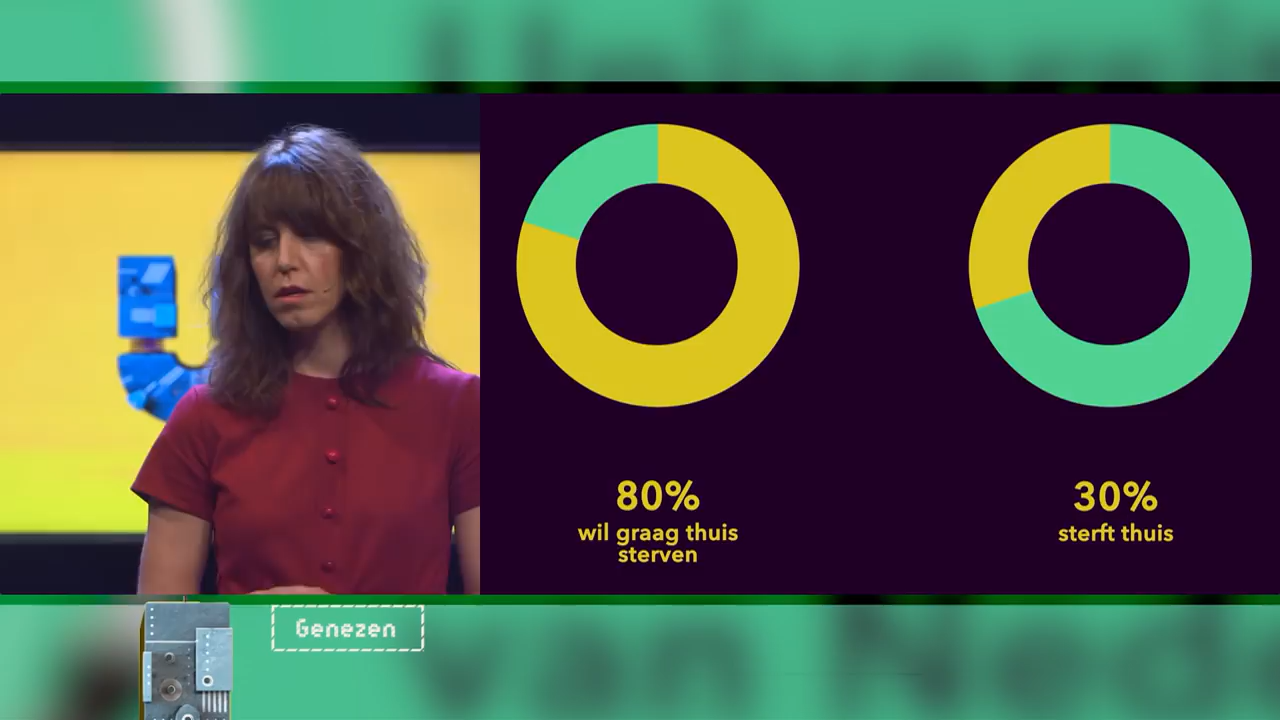 80%
wil graag thuis
sterven
30%
sterft thuis
Genezen